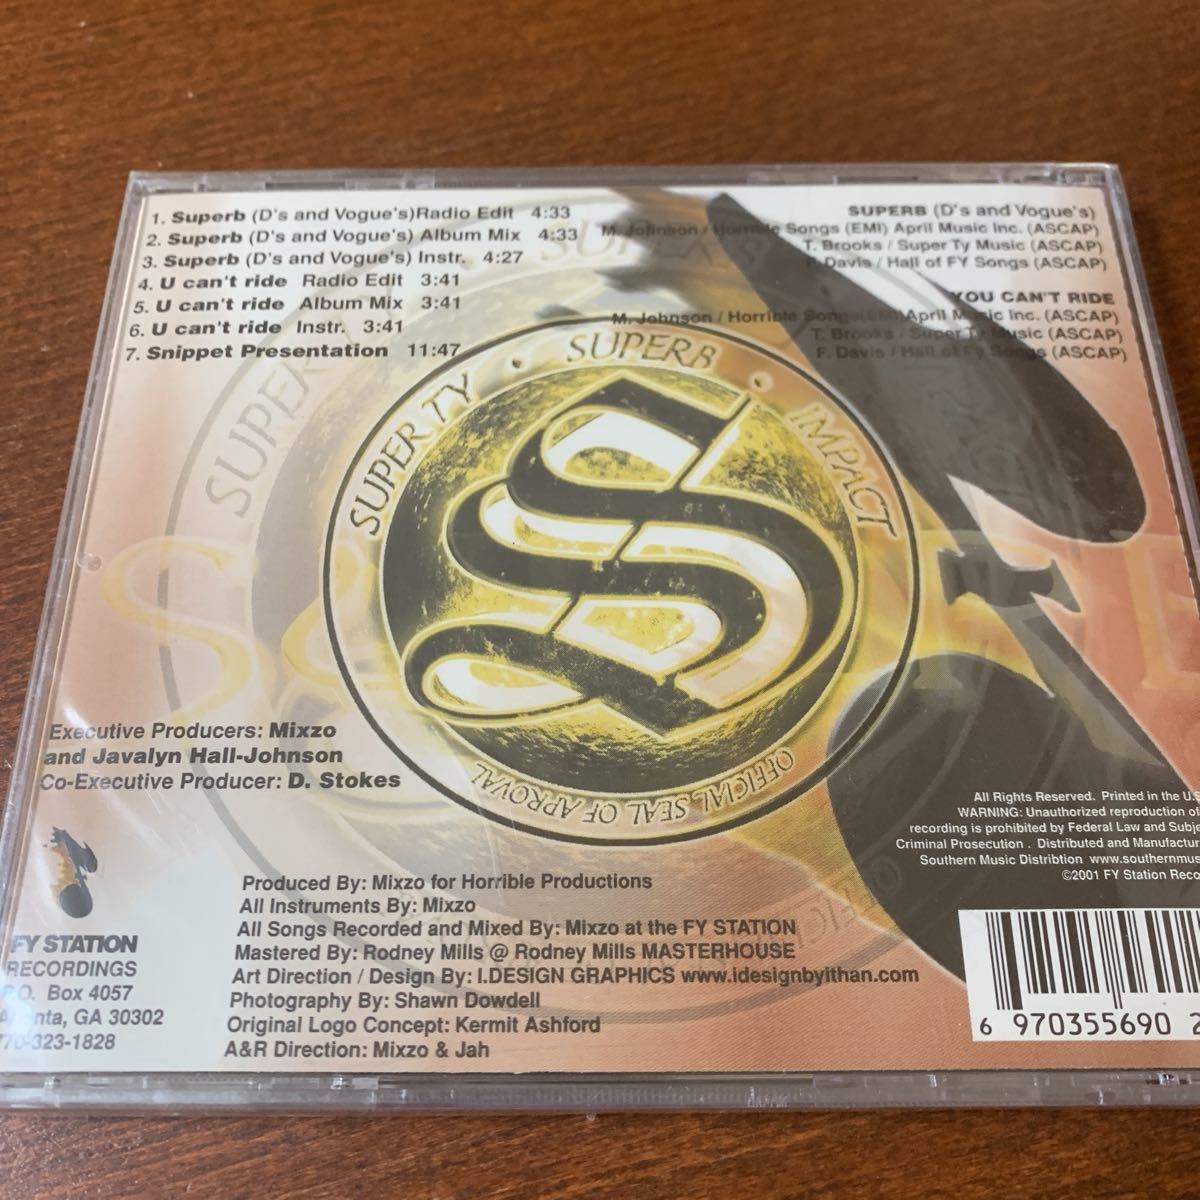 1. Superb (D's and Vogue's)Radio Edit 4:33
2. Superb (D's and Vogue's) Album Mix 4:33
3. Superb (D's and Vogue's) Instr. 4:27
4. U can't ride Radio Edit 3:41
5. U can't ride Album Mix 3:41
6. U can't ride Instr. 3:41
7. Snippet Presentation 11:47
SUPERB (D's and Vogue's)
M. Johnson / Horrible Songs (EMI) April Music Inc. (ASCAP)
T. Brooks / Super Ty Music (ASCAP)
F. Davis / Hall of FY Songs (ASCAP)
YOU CAN'T RIDE
M. Johnson / Horrible Songs (EMI) April Music Inc. (ASCAP)
T. Brooks / Super Ty Music (ASCAP)
F. Davis / Hall of Fy Songs (ASCAP)
SUPER TY • SUPERB • IMPACT
S
OFFICIAL SEAL OF APROVAL
Executive Producers: Mixzo
and Javalyn Hall-Johnson
Co-Executive Producer: D. Stokes
All Rights Reserved. Printed in the U.S
WARNING: Unauthorized reproduction of
recording is prohibited by Federal Law and Subje
Criminal Prosecution . Distributed and Manufactur
Southern Music Distribtion www.southernmus
©2001 FY Station Reco
Produced By: Mixzo for Horrible Productions
All Instruments By: Mixzo
All Songs Recorded and Mixed By: Mixzo at the FY STATION
Mastered By: Rodney Mills @ Rodney Mills MASTERHOUSE
Art Direction / Design By: I.DESIGN GRAPHICS www.idesignbyithan.com
Photography By: Shawn Dowdell
Original Logo Concept: Kermit Ashford
A&R Direction: Mixzo & Jah
FY STATION
RECORDINGS
P.O. Box 4057
Atlanta, GA 30302
770-323-1828
6 970355690 2